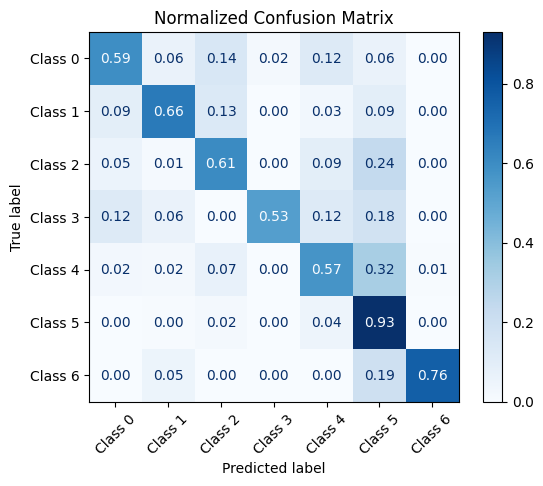 Normalized Confusion Matrix
True label
Class 0 0.59 0.06 0.14 0.02 0.12 0.06 0.00
Class 1 0.09 0.66 0.13 0.00 0.03 0.09 0.00
Class 2 0.05 0.01 0.61 0.00 0.09 0.24 0.00
Class 3 0.12 0.06 0.00 0.53 0.12 0.18 0.00
Class 4 0.02 0.02 0.07 0.00 0.57 0.32 0.01
Class 5 0.00 0.00 0.02 0.00 0.04 0.93 0.00
Class 6 0.00 0.05 0.00 0.00 0.00 0.19 0.76
Class 0 Class 1 Class 2 Class 3 Class 4 Class 5 Class 6
Predicted label
0.8
0.6
0.4
0.2
0.0